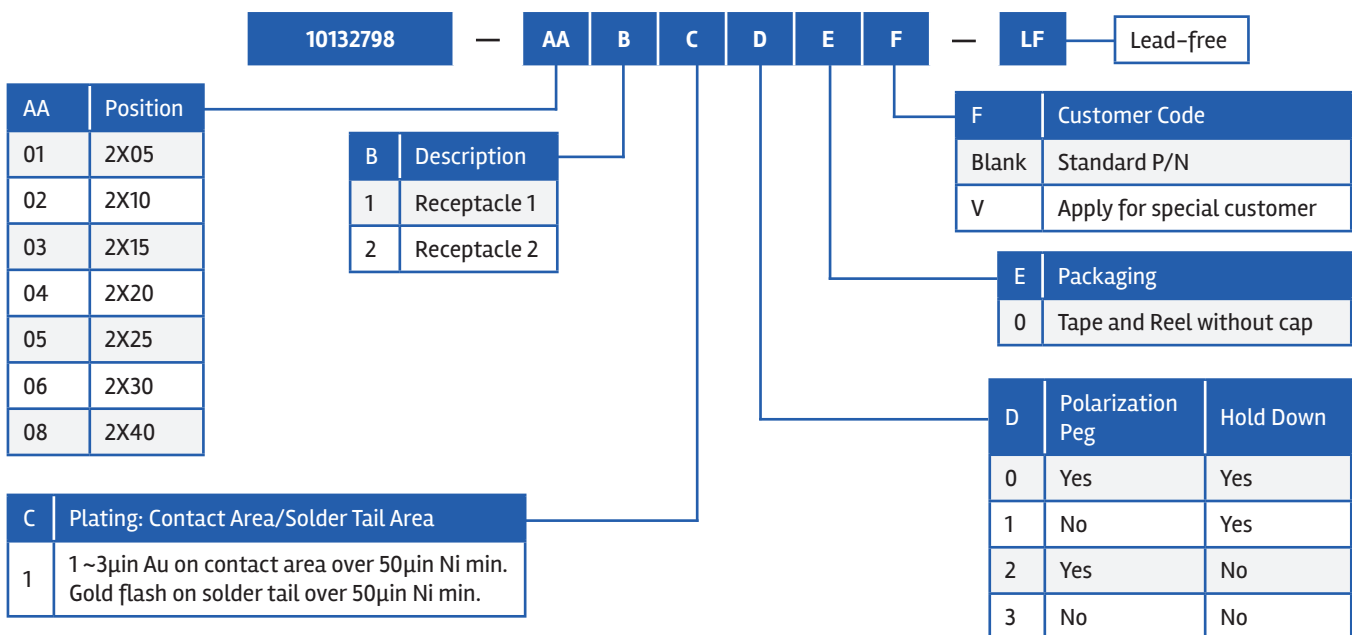 10132798 — AA B C D E F — LF Lead-free
AA Position
01 2X05
02 2X10
03 2X15
04 2X20
05 2X25
06 2X30
08 2X40
B Description
1 Receptacle 1
2 Receptacle 2
C Plating: Contact Area/Solder Tail Area
1 1 ~3µin Au on contact area over 50µin Ni min.
Gold flash on solder tail over 50µin Ni min.
F Customer Code
Blank Standard P/N
V Apply for special customer
E Packaging
0 Tape and Reel without cap
D Polarization
Peg Hold Down
0 Yes Yes
1 No Yes
2 Yes No
3 No No